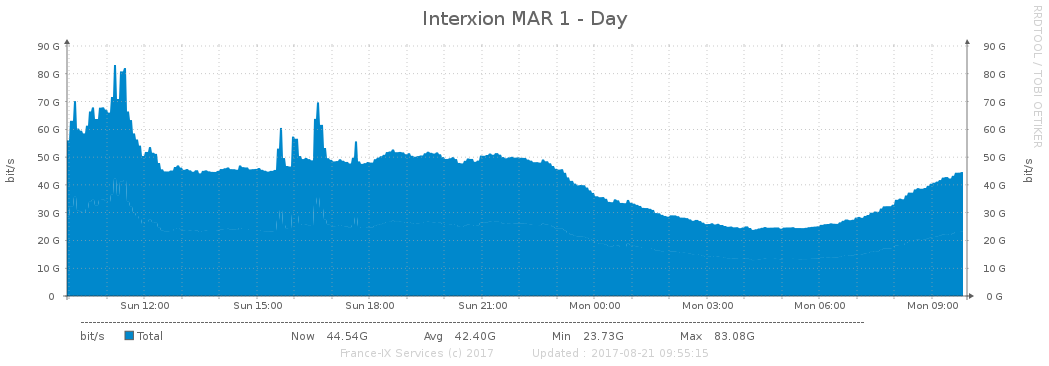 Interxion MAR 1 - Day
RRDTOOL / TOBI OETIKER
bit/s
90 G
80 G
70 G
60 G
50 G
40 G
30 G
20 G
10 G
0
90 G
80 G
70 G
60 G
50 G
40 G
30 G
20 G
10 G
0 G
bit/s
Sun 12:00 Sun 15:00 Sun 18:00 Sun 21:00 Mon 00:00 Mon 03:00 Mon 06:00 Mon 09:00
bit/s Total Now 44.54G Avg 42.40G Min 23.73G Max 83.08G
France-IX Services (c) 2017 Updated : 2017-08-21 09:55:15